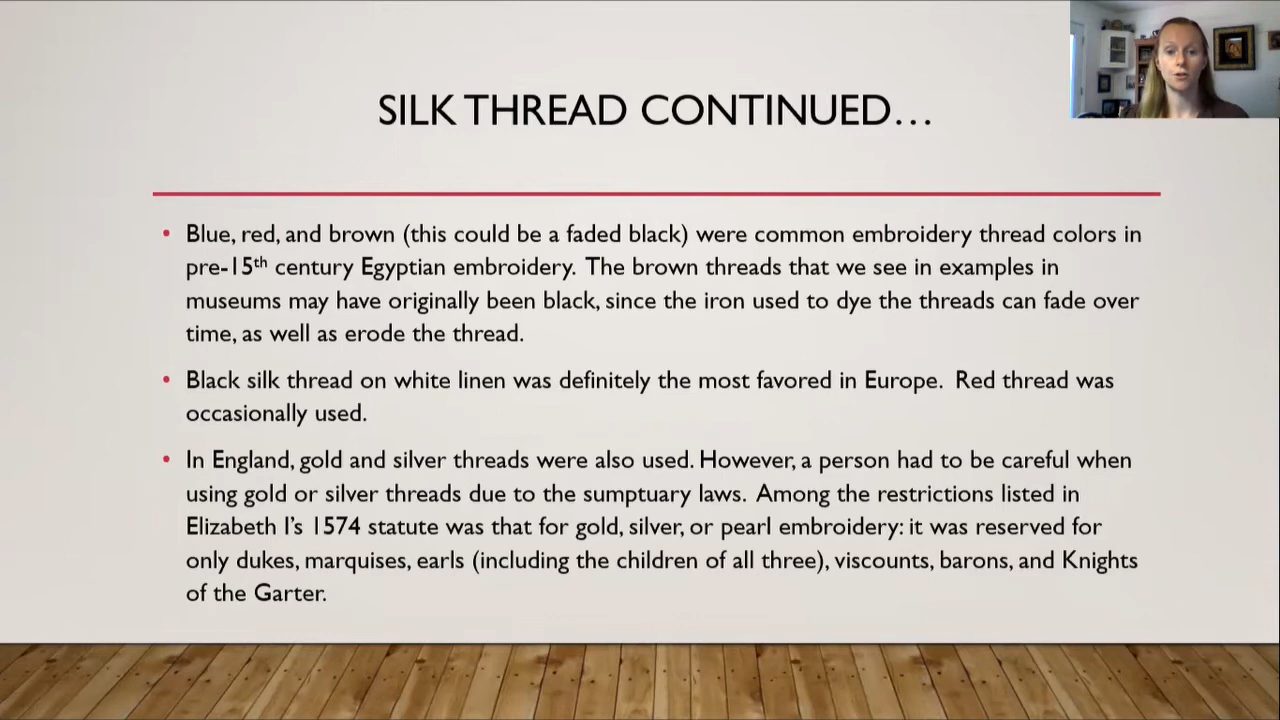 SILK THREAD CONTINUED…
• Blue, red, and brown (this could be a faded black) were common embroidery thread colors in
pre-15th century Egyptian embroidery. The brown threads that we see in examples in
museums may have originally been black, since the iron used to dye the threads can fade over
time, as well as erode the thread.
• Black silk thread on white linen was definitely the most favored in Europe. Red thread was
occasionally used.
• In England, gold and silver threads were also used. However, a person had to be careful when
using gold or silver threads due to the sumptuary laws. Among the restrictions listed in
Elizabeth I’s 1574 statute was that for gold, silver, or pearl embroidery: it was reserved for
only dukes, marquises, earls (including the children of all three), viscounts, barons, and Knights
of the Garter.